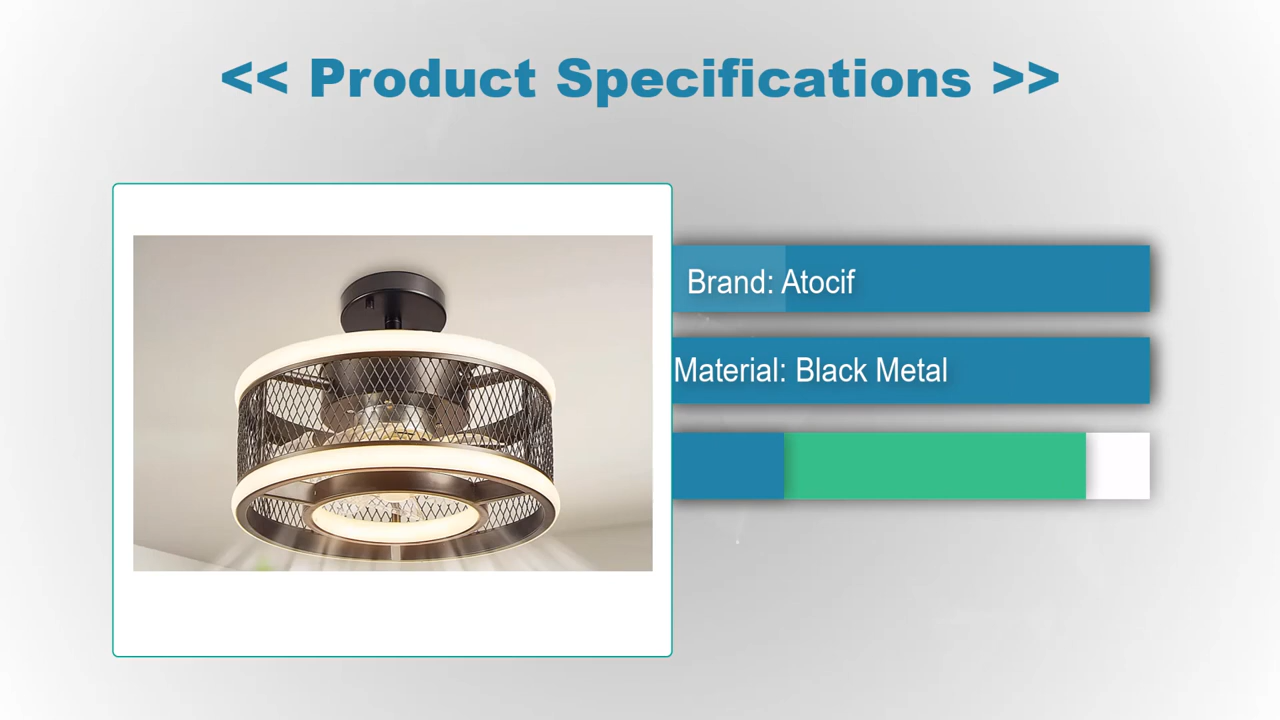 << Product Specifications >>
Brand: Atocif
Material: Black Metal